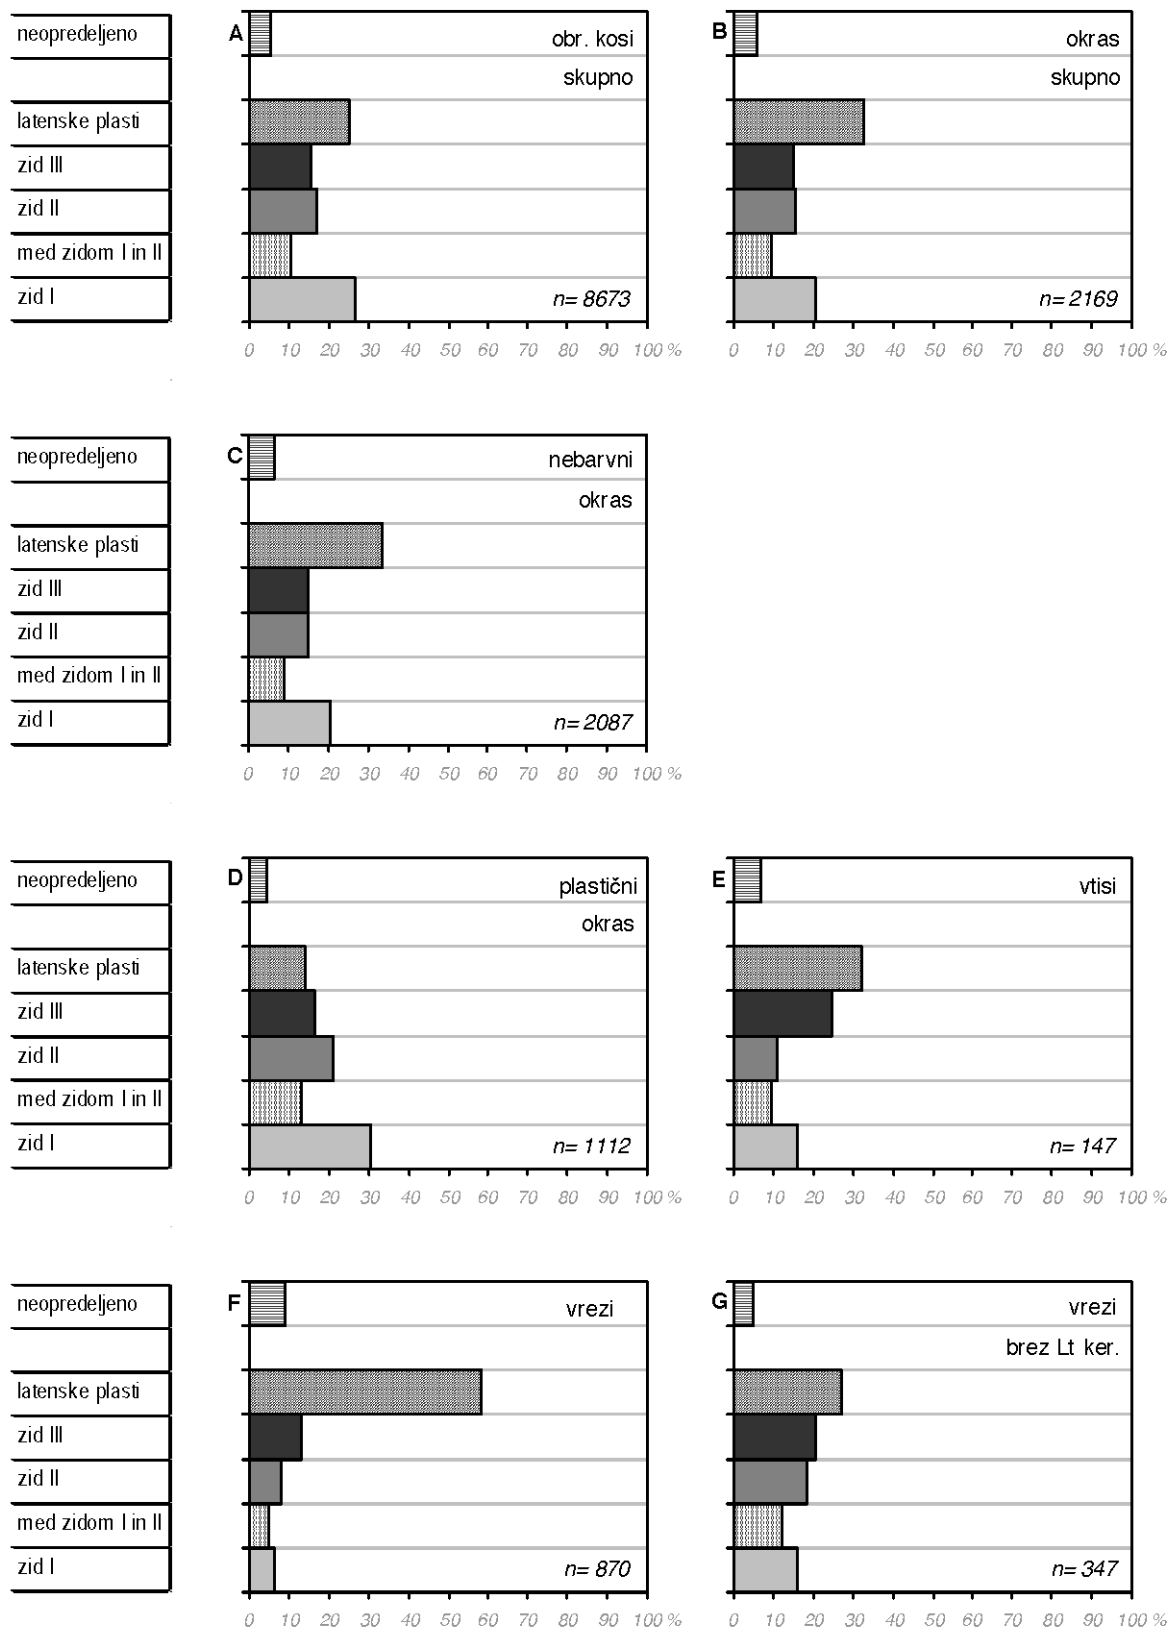 neopredeljeno
latenske plasti
zid III
zid II
med zidom I in II
zid I
A
obr. kosi
skupno
n= 8673
0 10 20 30 40 50 60 70 80 90 100 %
B
okras
skupno
n= 2169
0 10 20 30 40 50 60 70 80 90 100 %
neopredeljeno
latenske plasti
zid III
zid II
med zidom I in II
zid I
C
nebarvni
okras
n= 2087
0 10 20 30 40 50 60 70 80 90 100 %
neopredeljeno
latenske plasti
zid III
zid II
med zidom I in II
zid I
D
plastični
okras
n= 1112
0 10 20 30 40 50 60 70 80 90 100 %
E
vtisi
n= 147
0 10 20 30 40 50 60 70 80 90 100 %
neopredeljeno
latenske plasti
zid III
zid II
med zidom I in II
zid I
F
vrezi
n= 870
0 10 20 30 40 50 60 70 80 90 100 %
G
vrezi
brez Lt ker.
n= 347
0 10 20 30 40 50 60 70 80 90 100 %